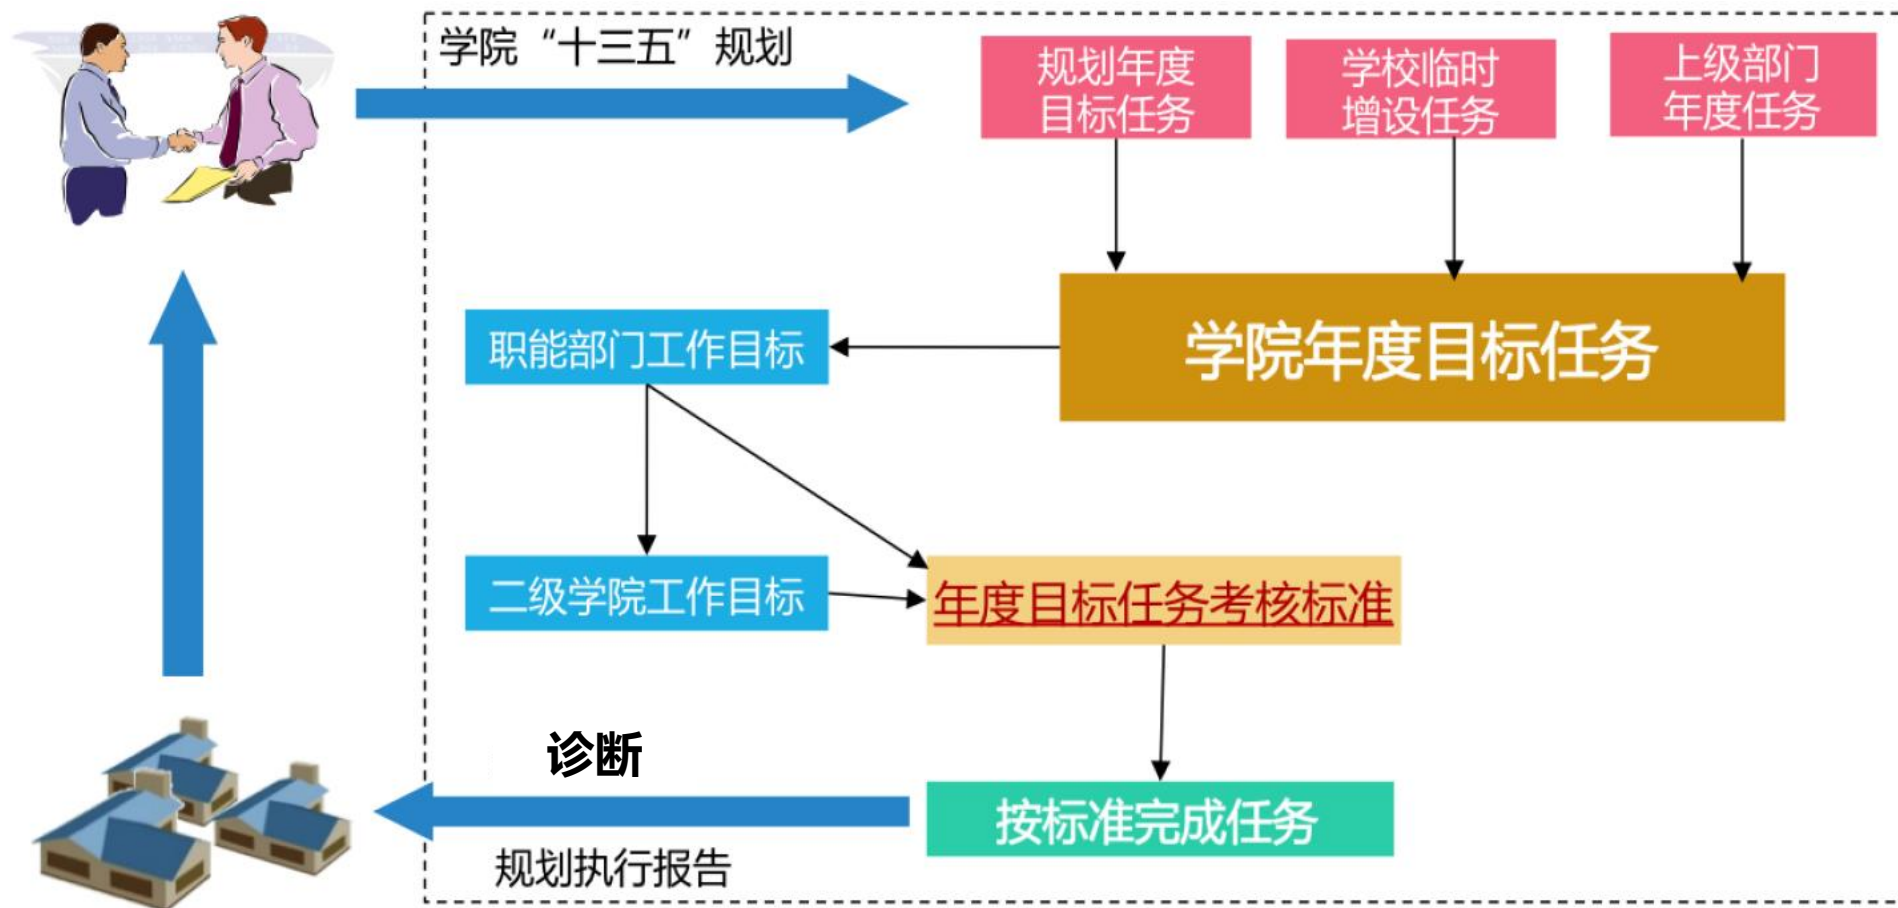 学院“十三五”规划
规划年度
目标任务
学校临时
增设任务
上级部门
年度任务
职能部门工作目标
学院年度目标任务
二级学院工作目标
年度目标任务考核标准
诊断
按标准完成任务
规划执行报告